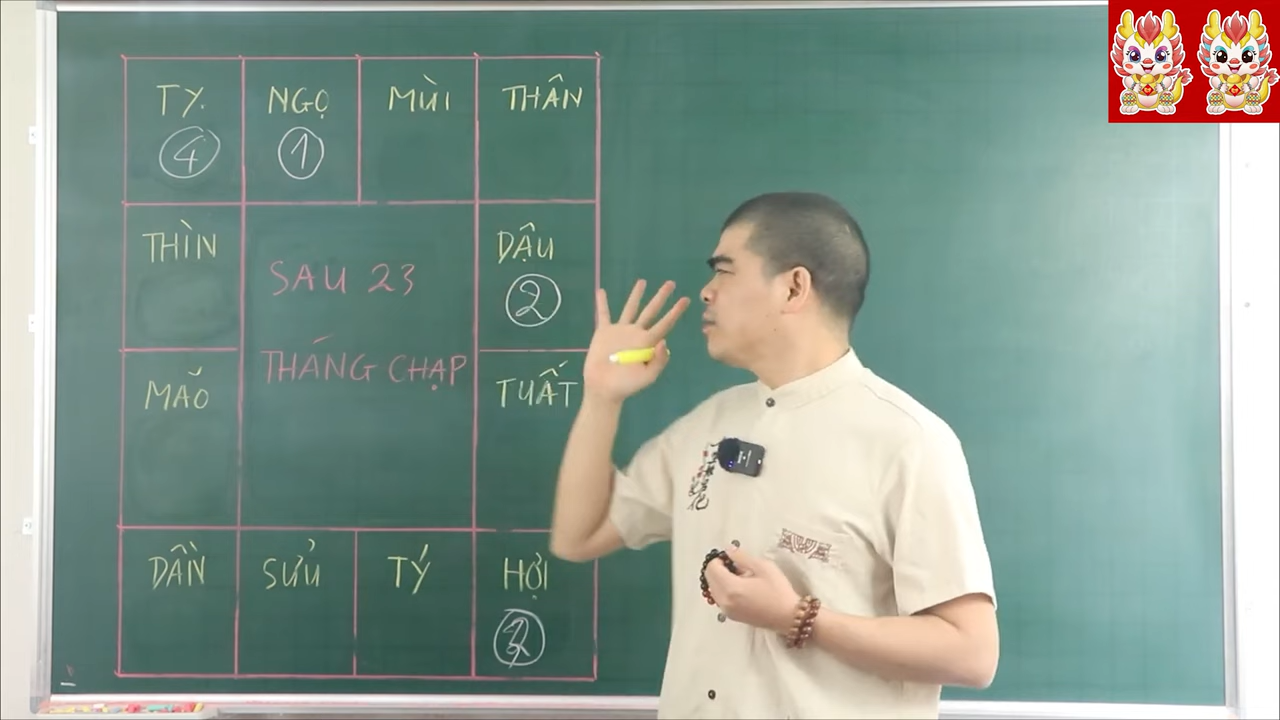 TỴ.
④
NGỌ
①
MÙI
THÂN
THÌN
DẬU
②
SAU 23
THÁNG CHẠP
MÃO
TUẤT
DẦN
SỬU
TÝ
HỢI